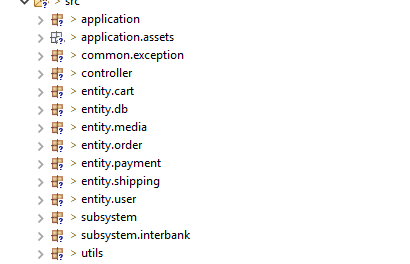 > src
> application
> application.assets
> common.exception
> controller
> entity.cart
> entity.db
> entity.media
> entity.order
> entity.payment
> entity.shipping
> entity.user
> subsystem
> subsystem.interbank
> utils